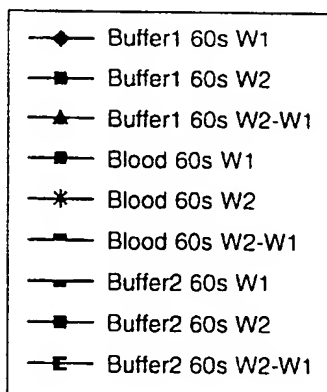 Buffer1 60s W1
Buffer1 60s W2
Buffer1 60s W2-W1
Blood 60s W1
Blood 60s W2
Blood 60s W2-W1
Buffer2 60s W1
Buffer2 60s W2
Buffer2 60s W2-W1